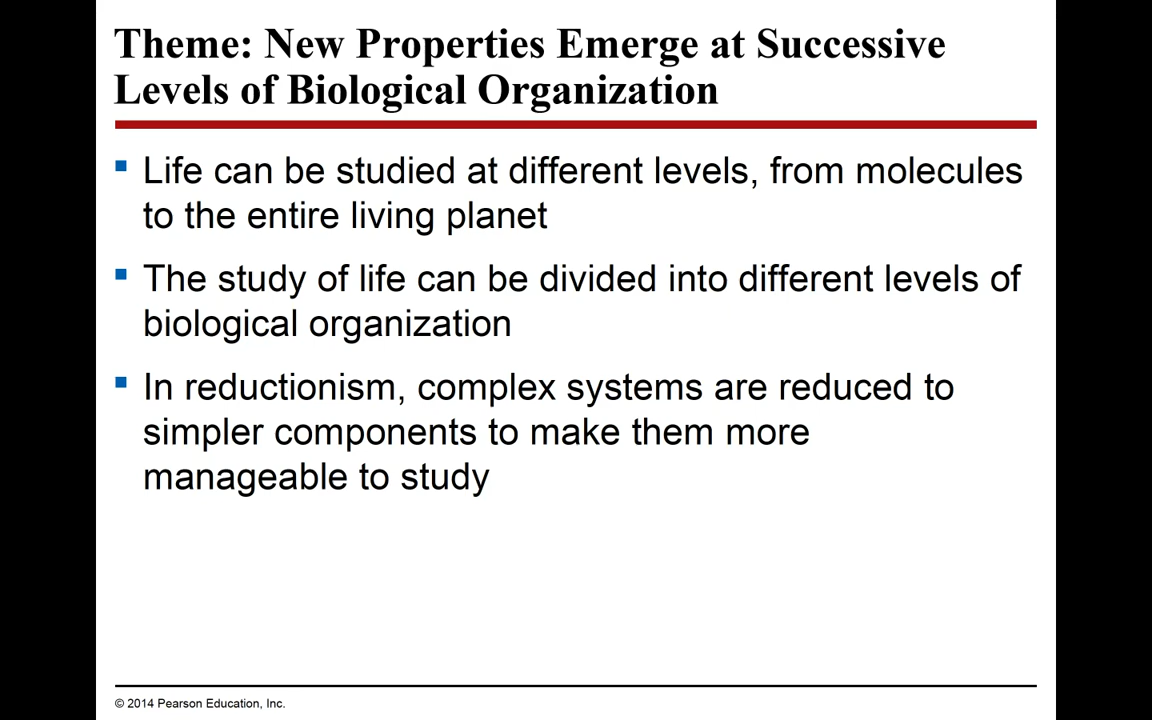 Theme: New Properties Emerge at Successive
Levels of Biological Organization
Life can be studied at different levels, from molecules
to the entire living planet
The study of life can be divided into different levels of
biological organization
In reductionism, complex systems are reduced to
simpler components to make them more
manageable to study
© 2014 Pearson Education, Inc.